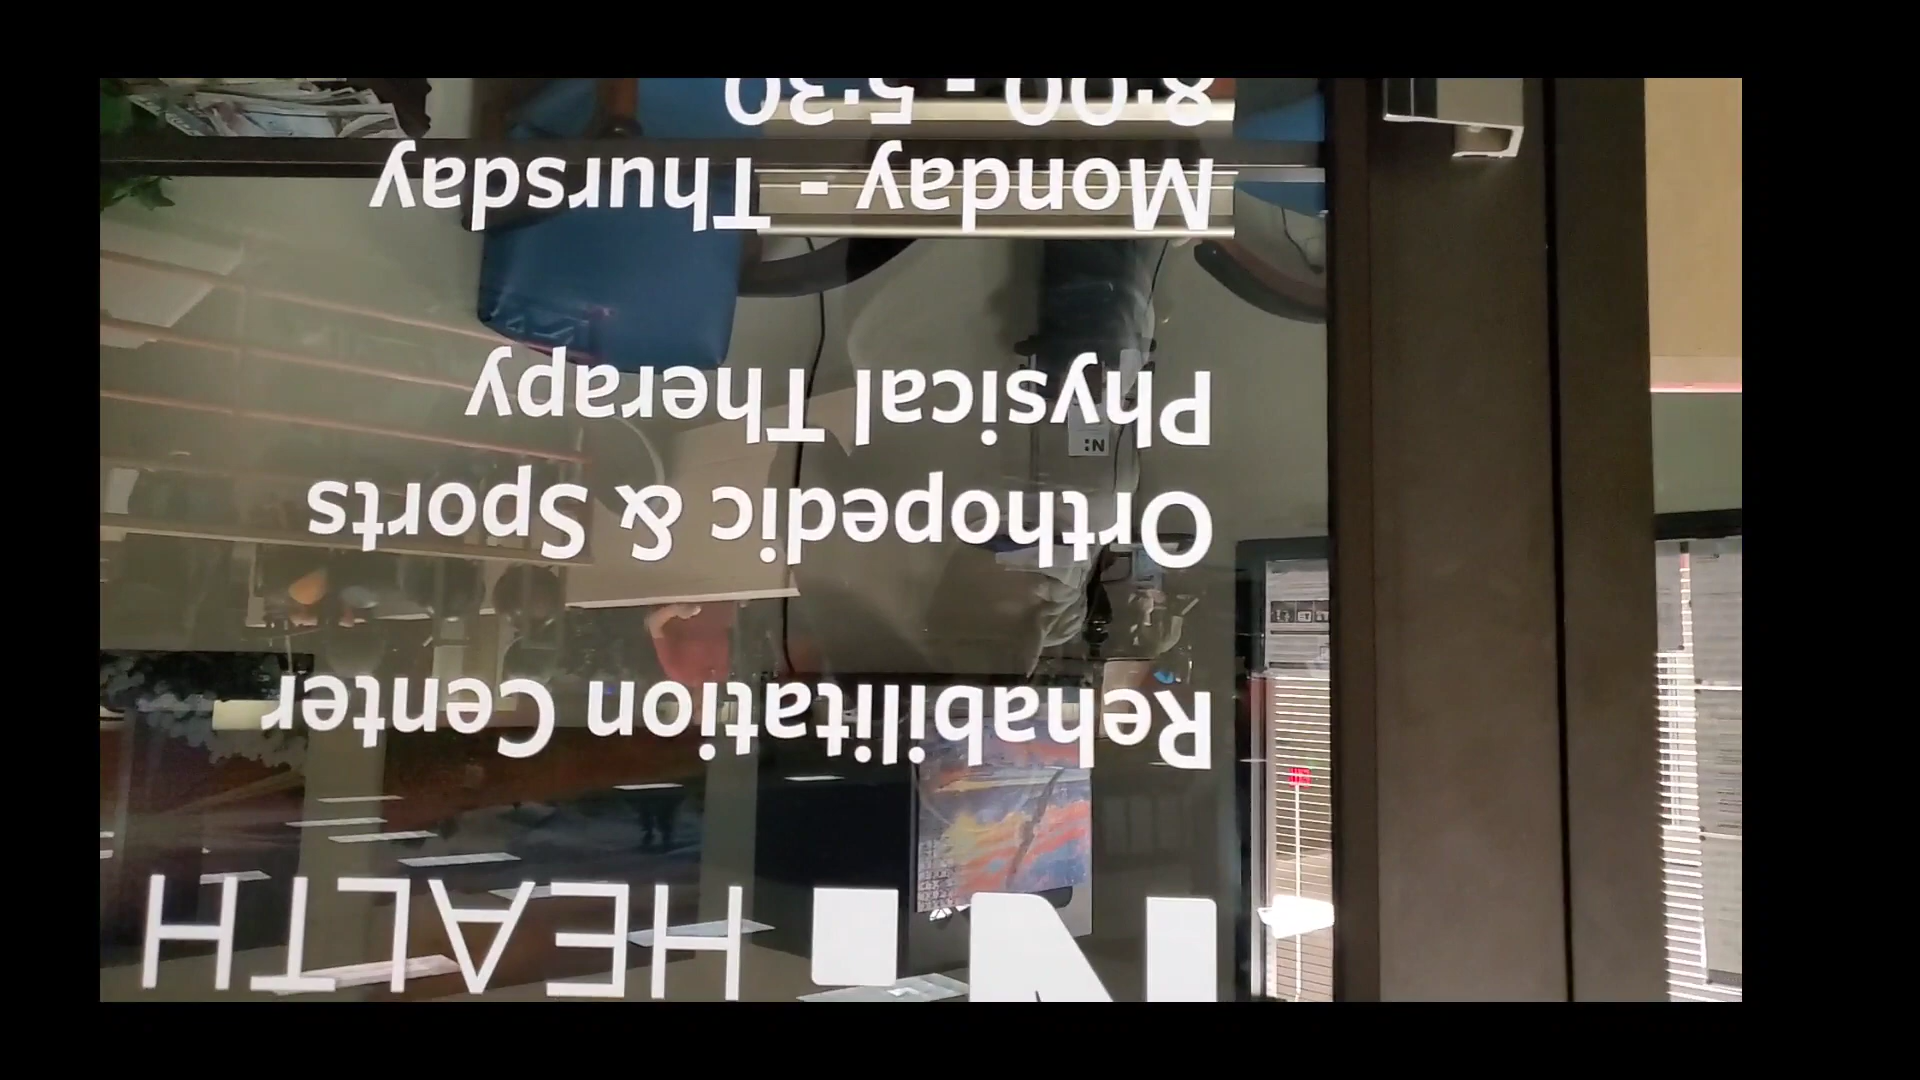 N HEALTH
Rehabilitation Center
Orthopedic & Sports
Physical Therapy
Monday - Thursday
8:00 - 5:30
N: